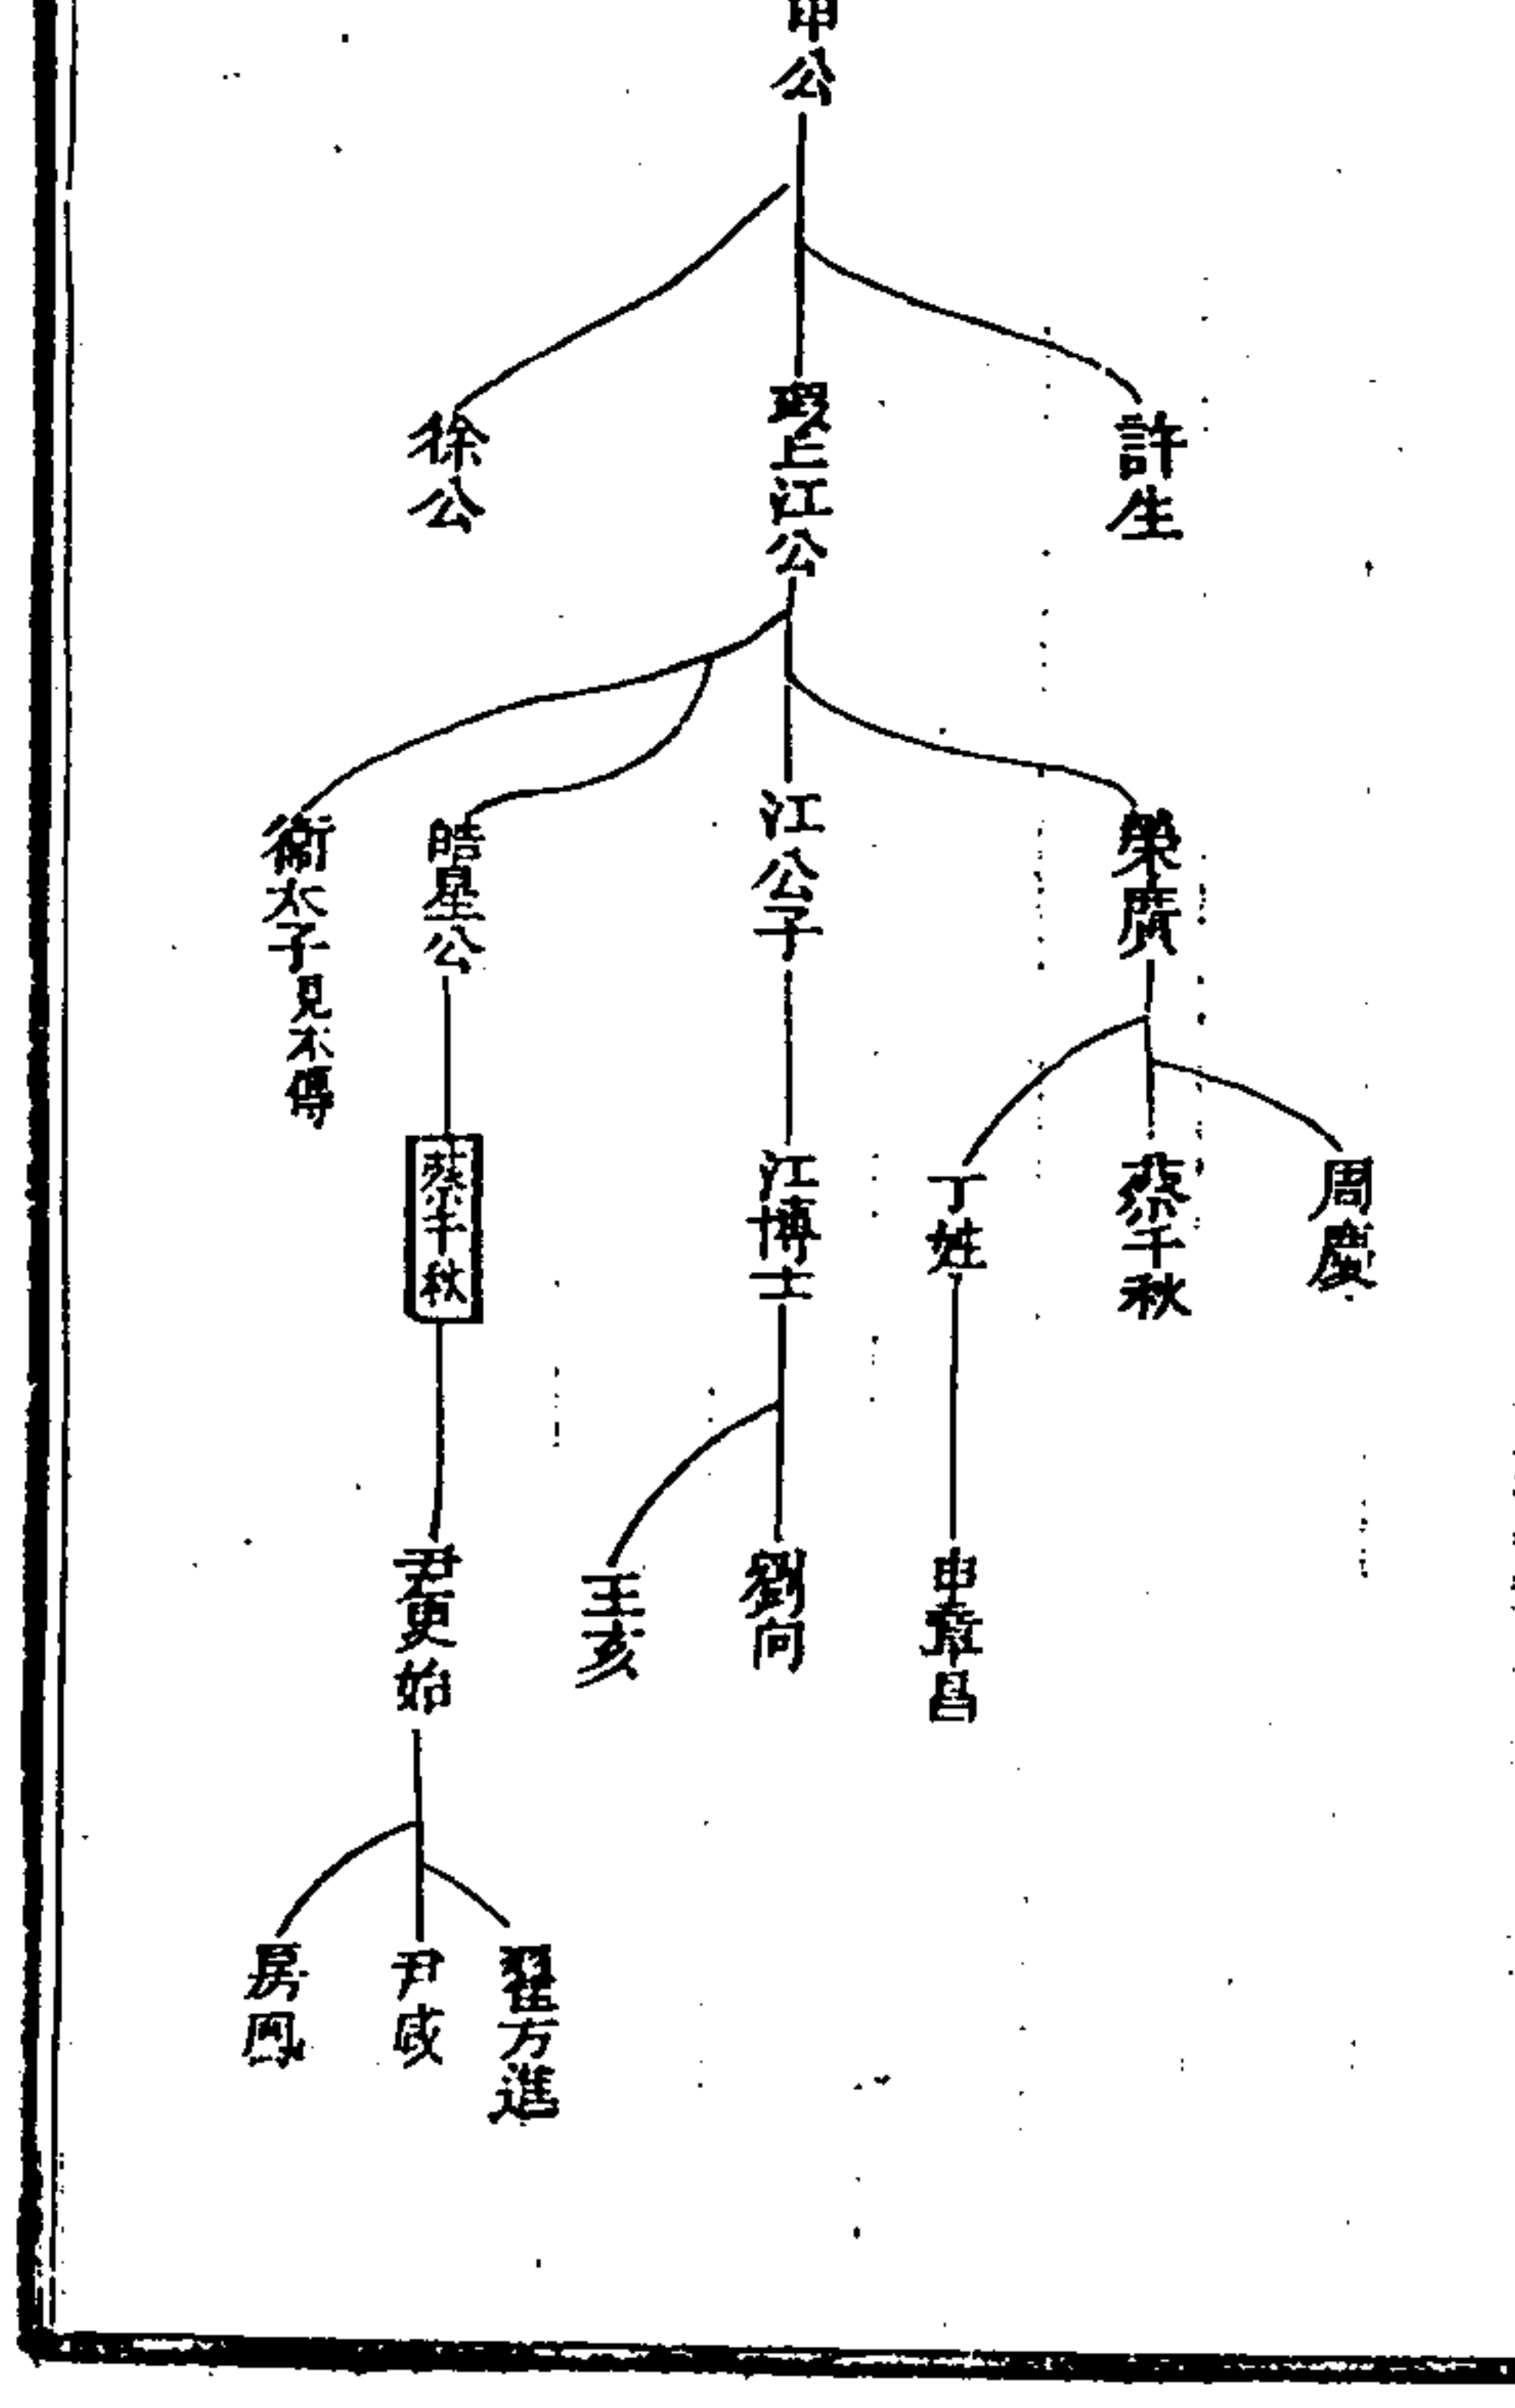 申公
許生
瑕丘江公
徐公
榮廣
江公子
皓星公
衛太子見不傳
周慶
蔡千秋
丁姓
江博士
蔡千秋
申章昌
劉向
王亥
尹更始
翟方進
尹咸
房鳳